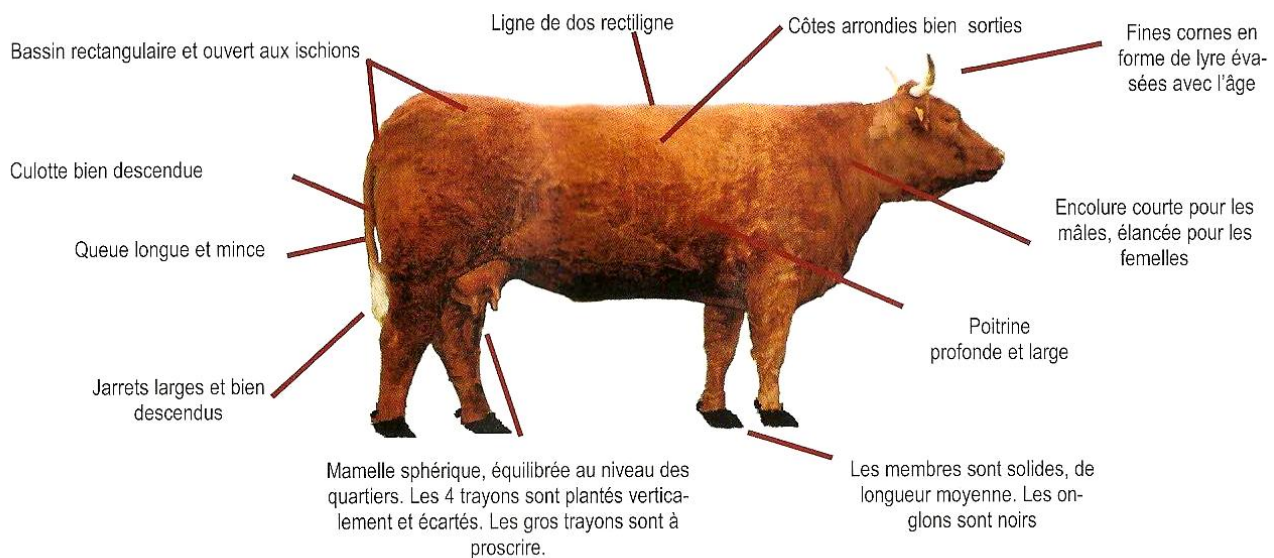 Ligne de dos rectiligne
Côtes arrondies bien sorties
Fines cornes en
forme de lyre éva-
sées avec l'âge
Bassin rectangulaire et ouvert aux ischions
Culotte bien descendue
Encolure courte pour les
mâles, élancée pour les
femelles
Queue longue et mince
Poitrine
profonde et large
Jarrets larges et bien
descendus
Mamelle sphérique, équilibrée au niveau des
quartiers. Les 4 trayons sont plantés vertica-
lement et écartés. Les gros trayons sont à
proscrire.
Les membres sont solides, de
longueur moyenne. Les on-
glons sont noirs